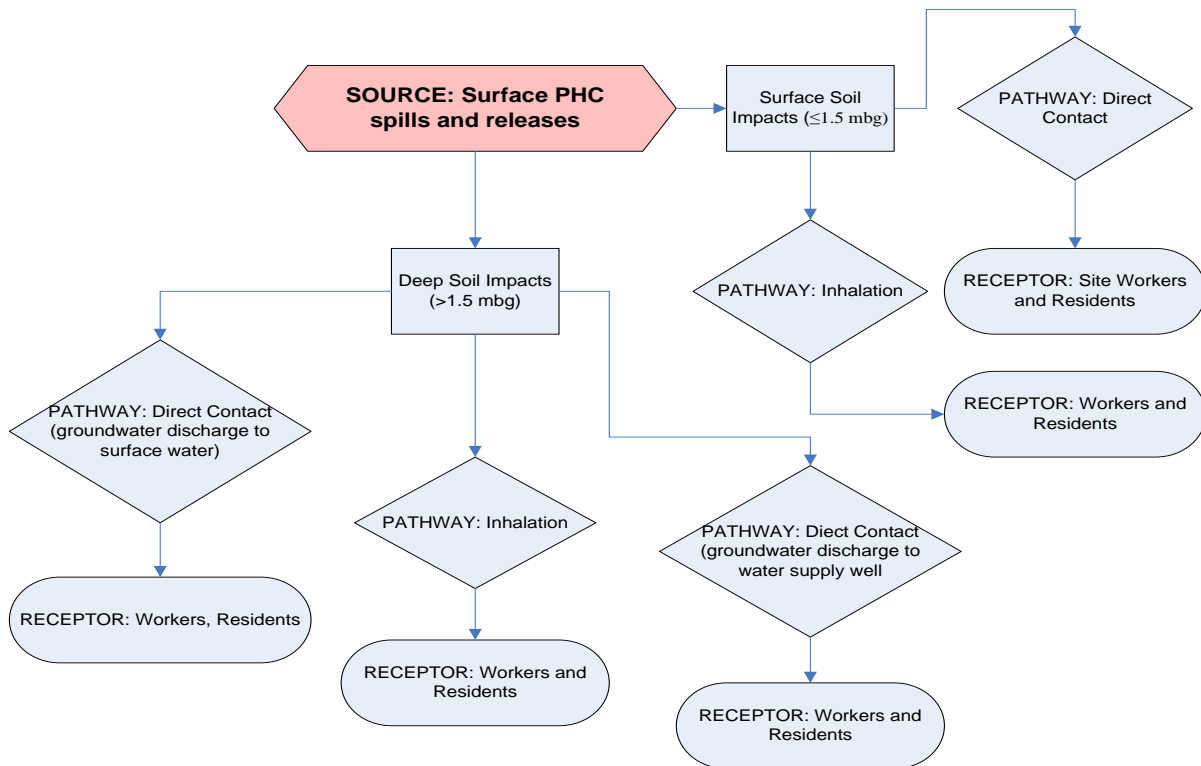 SOURCE: Surface PHC
spills and releases
Surface Soil
Impacts (≤1.5 mbg)
PATHWAY: Direct
Contact
RECEPTOR: Site Workers
and Residents
PATHWAY: Inhalation
RECEPTOR: Workers and
Residents
Deep Soil Impacts
(>1.5 mbg)
PATHWAY: Direct Contact
(groundwater discharge to
surface water)
RECEPTOR: Workers, Residents
PATHWAY: Inhalation
RECEPTOR: Workers and
Residents
PATHWAY: Diect Contact
(groundwater discharge to
water supply well
RECEPTOR: Workers and
Residents